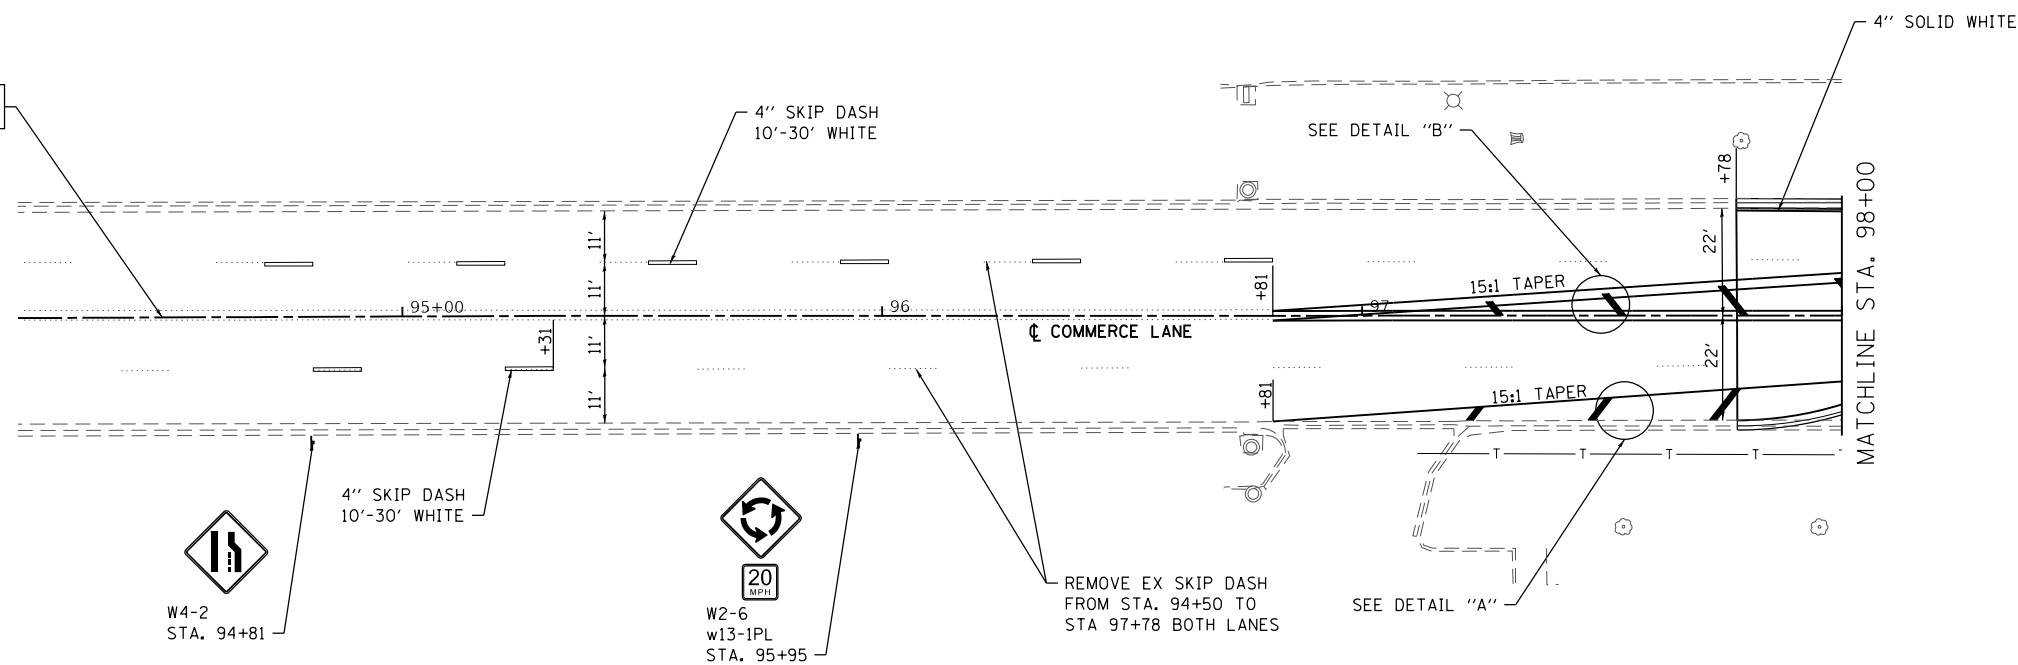 4'' SOLID WHITE
4'' SKIP DASH
10'-30' WHITE
SEE DETAIL "B"
+78
MATCHLINE STA. 98+00
11'
11'
11'
11'
22'
22'
+81
15:1 TAPER
95+00
96
97
℄ COMMERCE LANE
+31
+81
15:1 TAPER
T
T
T
T
4'' SKIP DASH
10'-30' WHITE
W4-2
STA. 94+81
20
MPH
W2-6
w13-1PL
STA. 95+95
REMOVE EX SKIP DASH
FROM STA. 94+50 TO
STA 97+78 BOTH LANES
SEE DETAIL "A"